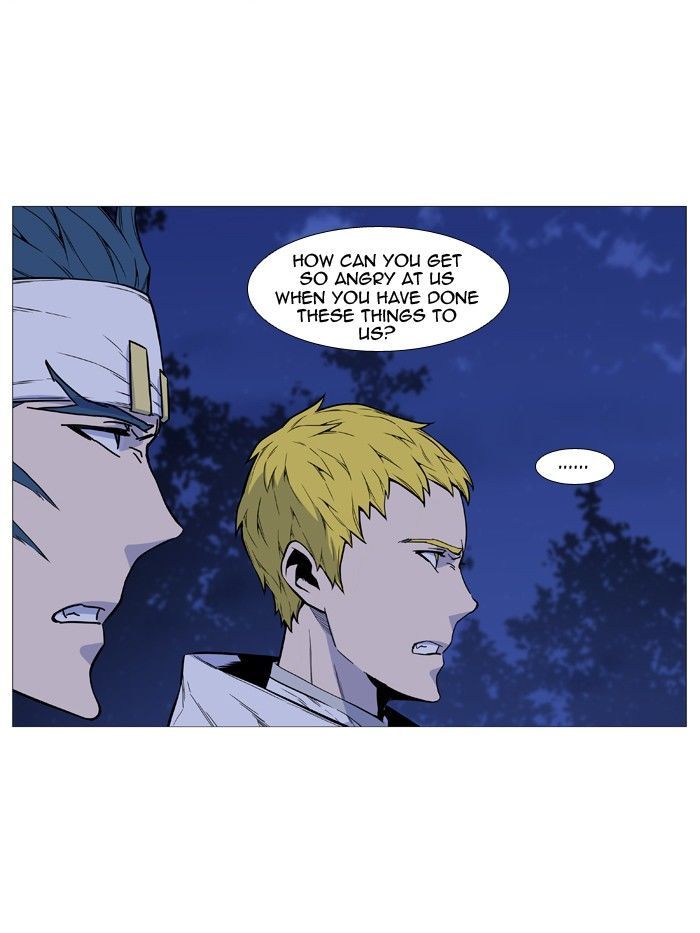 HOW CAN YOU GET
SO ANGRY AT US
WHEN YOU HAVE DONE
THESE THINGS TO
US?
......